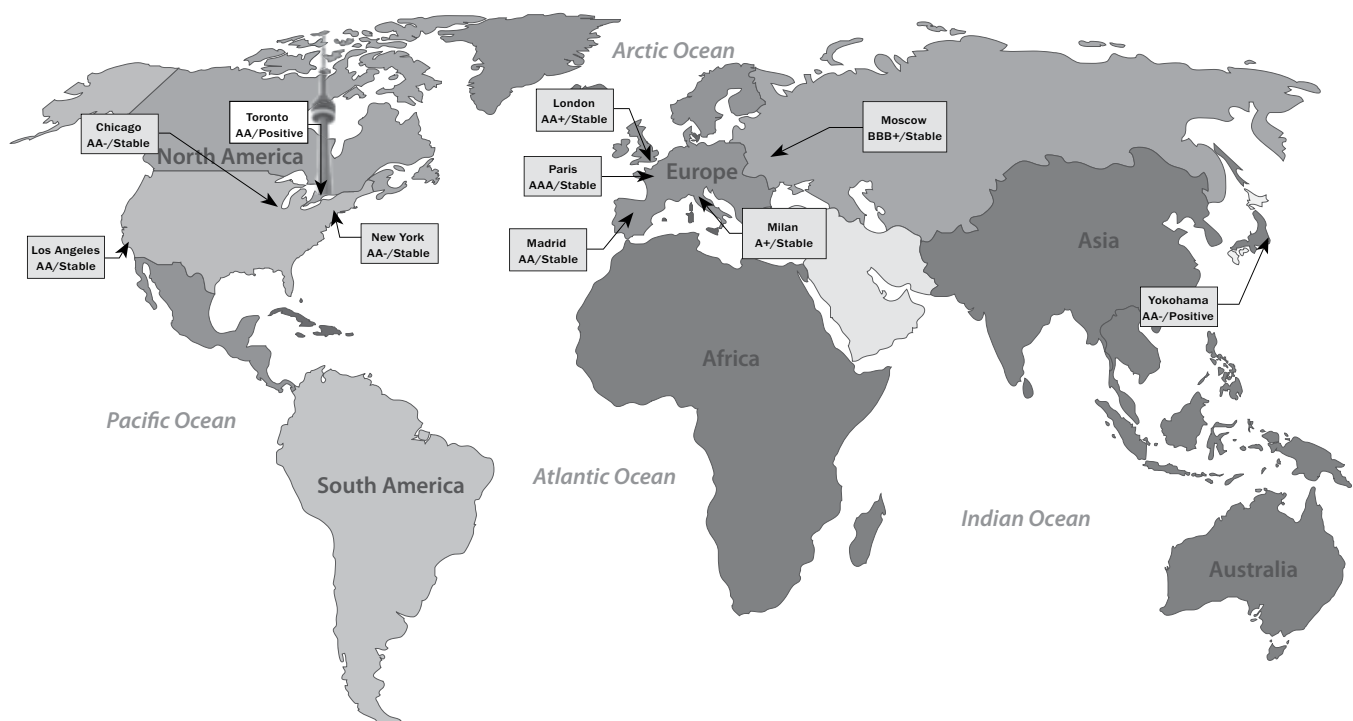 Arctic Ocean
London
AA+/Stable
Toronto
AA/Positive
Moscow
BBB+/Stable
Chicago
AA-/Stable
North America
Paris
AAA/Stable
Europe
New York
AA-/Stable
Los Angeles
AA/Stable
Madrid
AA/Stable
Milan
A+/Stable
Asia
Yokohama
AA-/Positive
Africa
Pacific Ocean
Atlantic Ocean
South America
Indian Ocean
Australia